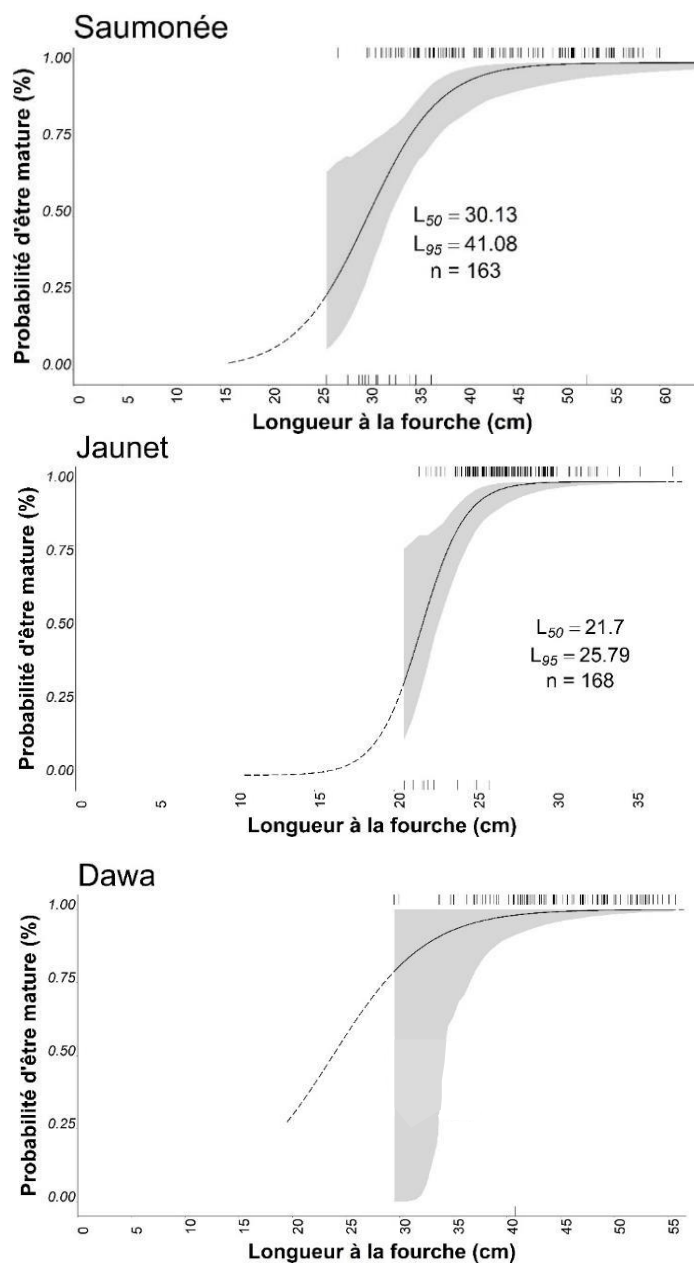 Saumonée
Probabilité d'être mature (%)
1.00
0.75
0.50
0.25
0.00
L50 = 30.13
L95 = 41.08
n = 163
0 5 10 15 20 25 30 35 40 45 50 55 60
Longueur à la fourche (cm)
Jaunet
Probabilité d'être mature (%)
1.00
0.75
0.50
0.25
0.00
L50 = 21.7
L95 = 25.79
n = 168
0 10 15 20 25 30 35
Longueur à la fourche (cm)
Dawa
Probabilité d'être mature (%)
1.00
0.75
0.50
0.25
0.00
0 5 10 15 20 25 30 35 40 45 50 55
Longueur à la fourche (cm)